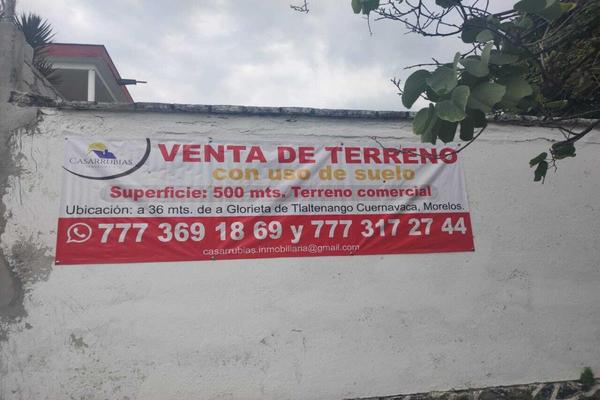 CASARRUBIAS
VENTA DE TERRENO
con uso de suelo
Superficie: 500 mts. Terreno comercial
Ubicación: a 36 mts. de a Glorieta de Tlaltenango Cuernavaca, Morelos.
777 369 18 69 y 777 317 27 44
casarrubias.inmobiliaria@gmail.com